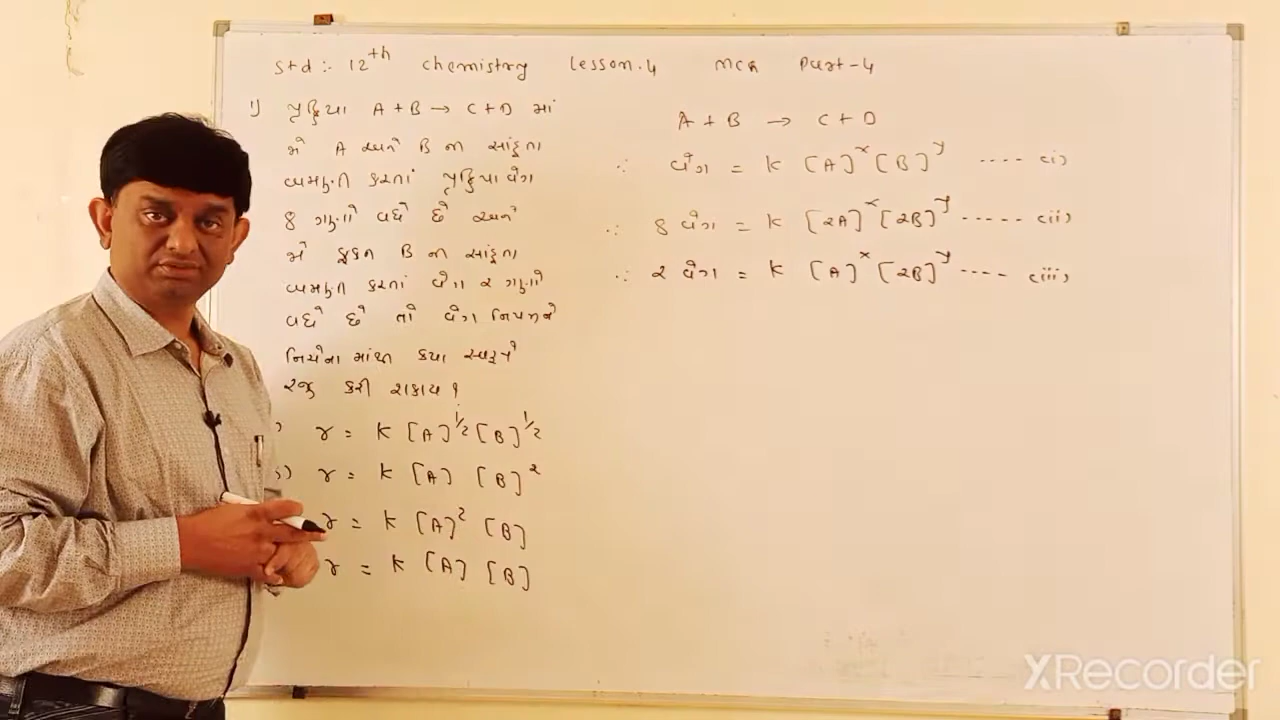 Std :- 12th chemistry Lesson.4 MCQ Part-4
1) પ્રક્રિયા A + B → C + D માં
જો A અને B ની સાંદ્રતા
બમણી કરતાં પ્રક્રિયા વેગ
8 ગણો વધે છે અને
જો ફક્ત B ની સાંદ્રતા
બમણી કરતાં વેગ ૨ ગણો
વધે છે તો વેગ નિયમને
નીચેના માંથી કયા સ્વરૂપે
રજૂ કરી શકાય ?
) r = K [A]^1/2 [B]^1/2
) r = K [A] [B]^2
r = K [A]^2 [B]
r = K [A] [B]
A + B → C + D
∴ વેગ = K [A]^x [B]^y .... (i)
∴ 8 વેગ = K [2A]^x [2B]^y ..... (ii)
∴ ૨ વેગ = K [A]^x [2B]^y .... (iii)
XRecorder